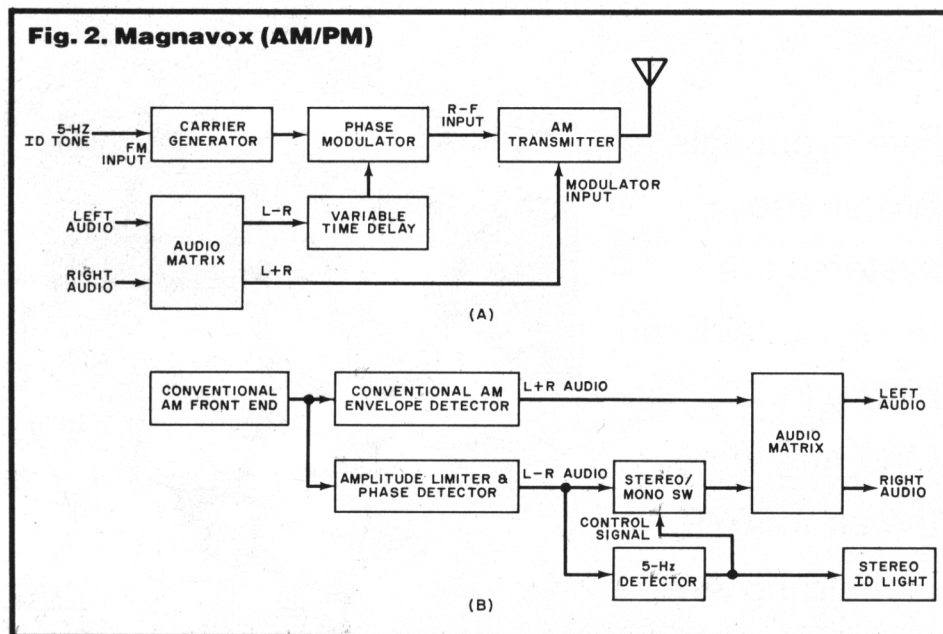 Fig. 2. Magnavox (AM/PM)
5-HZ
ID TONE
FM
INPUT
CARRIER
GENERATOR
PHASE
MODULATOR
R-F
INPUT
AM
TRANSMITTER
MODULATOR
INPUT
LEFT
AUDIO
RIGHT
AUDIO
AUDIO
MATRIX
L-R
L+R
VARIABLE
TIME DELAY
(A)
CONVENTIONAL
AM FRONT END
CONVENTIONAL AM
ENVELOPE DETECTOR
L+R AUDIO
AMPLITUDE LIMITER &
PHASE DETECTOR
L-R AUDIO
STEREO/
MONO SW
CONTROL
SIGNAL
AUDIO
MATRIX
LEFT
AUDIO
RIGHT
AUDIO
5-Hz
DETECTOR
STEREO
ID LIGHT
(B)